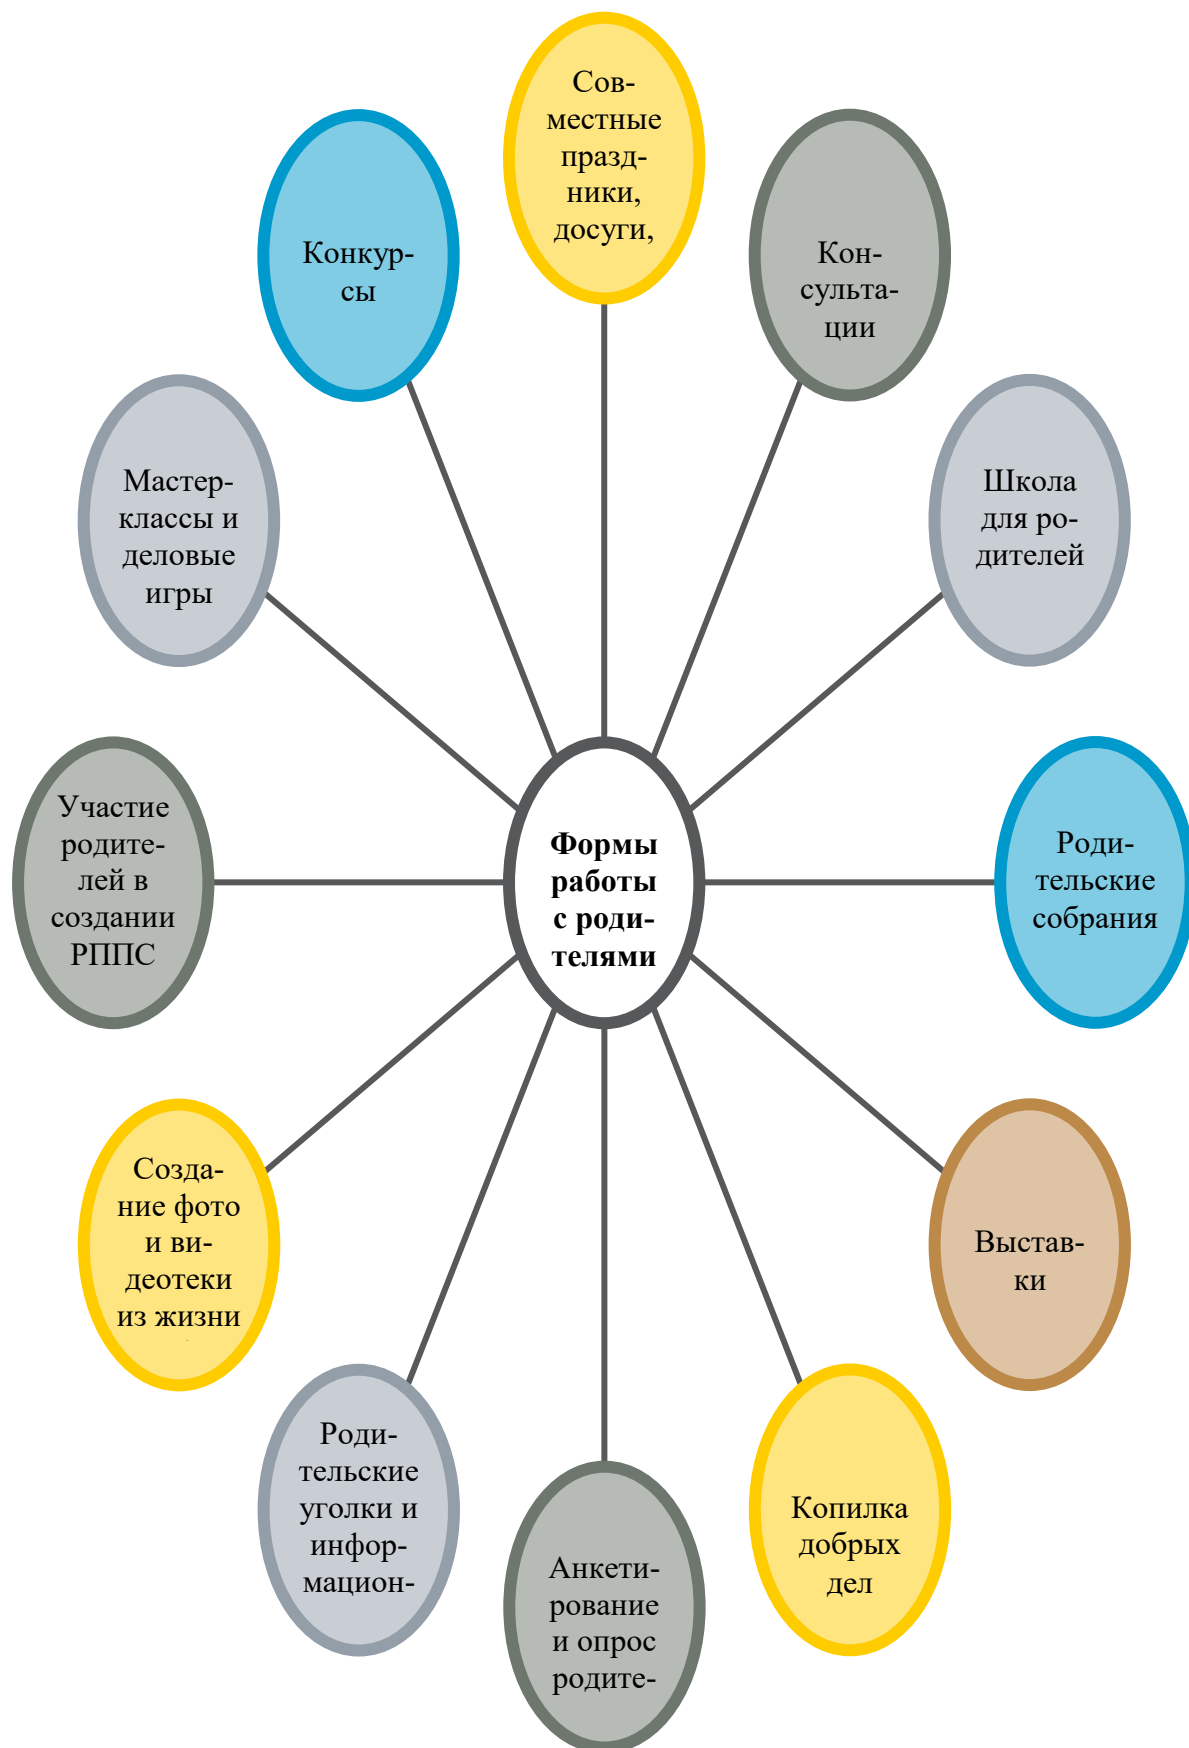 Сов-
местные
празд-
ники,
досуги,
Кон-
сульта-
ции
Школа
для ро-
дителей
Роди-
тельские
собрания
Выстав-
ки
Копилка
добрых
дел
Анкети-
рование
и опрос
родите-
Роди-
тельские
уголки и
инфор-
мацион-
Созда-
ние фото
и ви-
деотеки
из жизни
Участие
родите-
лей в
создании
РППС
Мастер-
классы и
деловые
игры
Конкур-
сы
Формы
работы
с роди-
телями